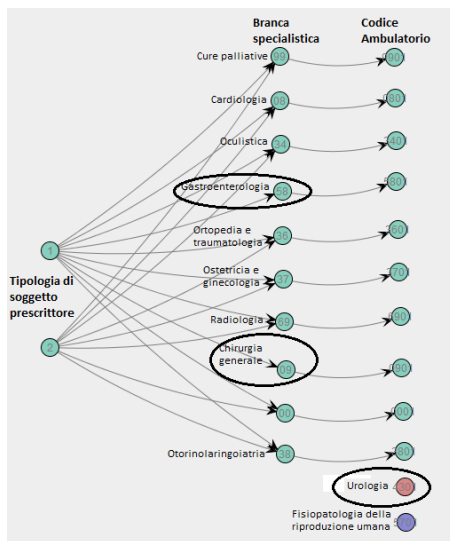 Branca
specialistica
Codice
Ambulatorio
Cure palliative
99
Cardiologia
08
Oculistica
34
Gastroenterologia
58
Ortopedia e
traumatologia
36
1
Ostetricia e
ginecologia
37
Tipologia di
soggetto
prescrittore
Radiologia
69
2
Chirurgia
generale
09
00
Otorinolaringoiatria
38
Urologia
Fisiopatologia della
riproduzione umana